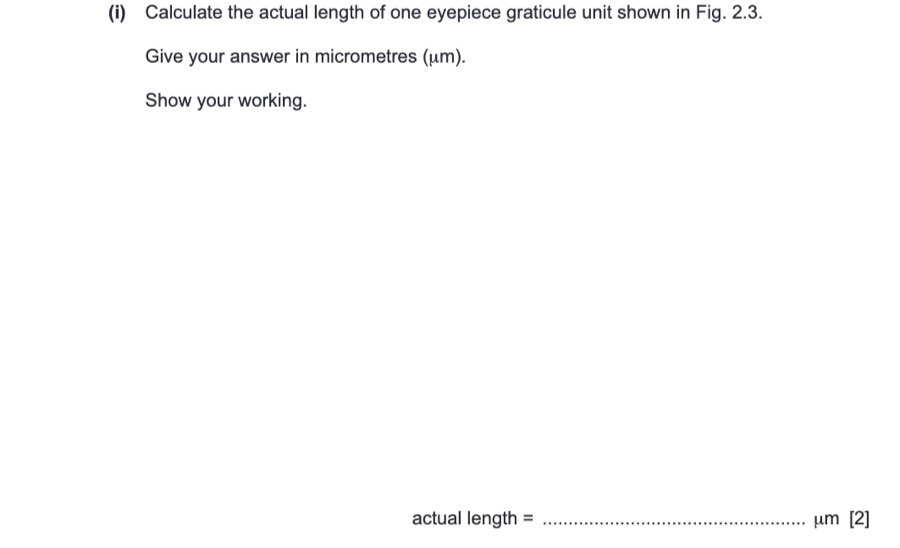 (i) Calculate the actual length of one eyepiece graticule unit shown in Fig. 2.3.
Give your answer in micrometres (μm).
Show your working.
actual length = .................................................... μm [2]